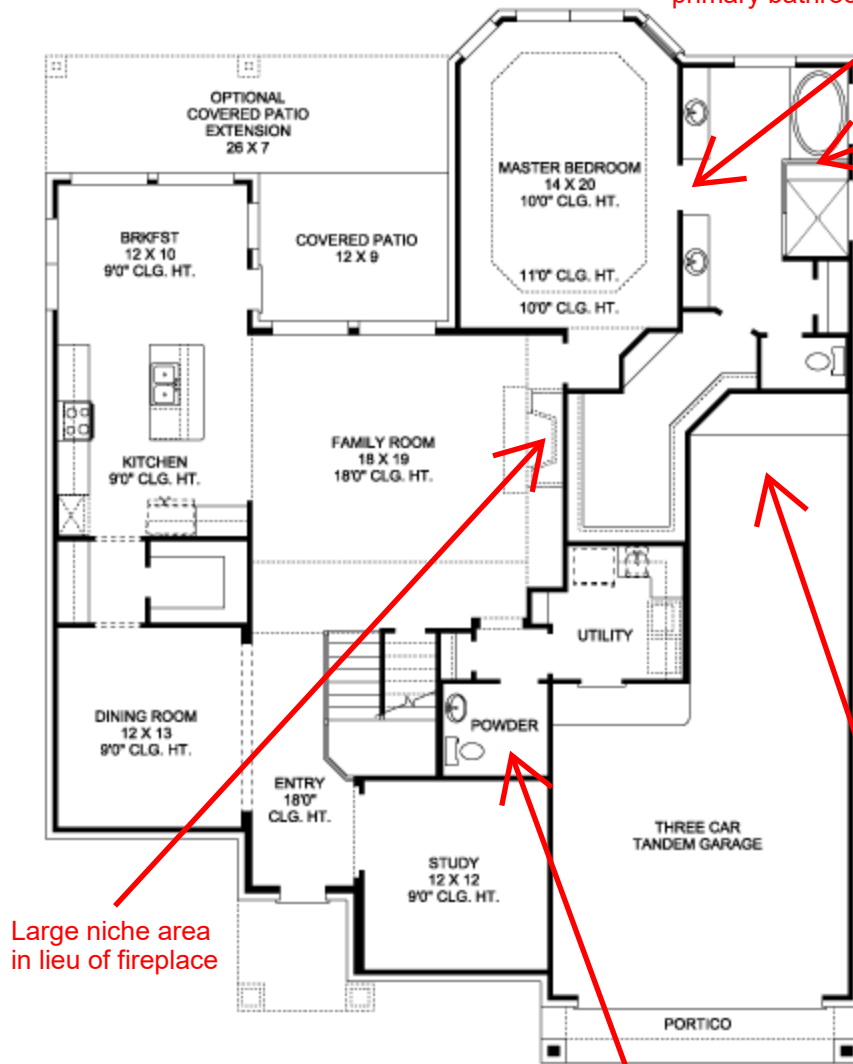 primary bathroo
OPTIONAL
COVERED PATIO
EXTENSION
26 X 7
MASTER BEDROOM
14 X 20
10'0" CLG. HT.
11'0" CLG. HT.
10'0" CLG. HT.
BRKFST
12 X 10
9'0" CLG. HT.
COVERED PATIO
12 X 9
FAMILY ROOM
18 X 19
18'0" CLG. HT.
KITCHEN
9'0" CLG. HT.
UTILITY
DINING ROOM
12 X 13
9'0" CLG. HT.
POWDER
ENTRY
18'0"
CLG. HT.
THREE CAR
TANDEM GARAGE
STUDY
12 X 12
9'0" CLG. HT.
Large niche area
in lieu of fireplace
PORTICO